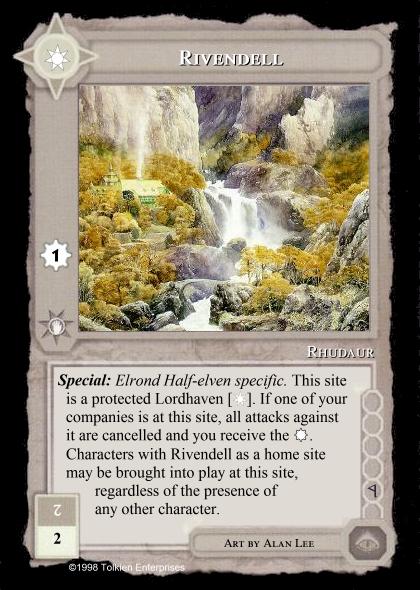 RIVENDELL
1
RHUDAUR
Special: Elrond Half-elven specific. This site
is a protected Lordhaven [ ]. If one of your
companies is at this site, all attacks against
it are cancelled and you receive the .
Characters with Rivendell as a home site
may be brought into play at this site,
regardless of the presence of
any other character.
2
2
ART BY ALAN LEE
©1998 Tolkien Enterprises